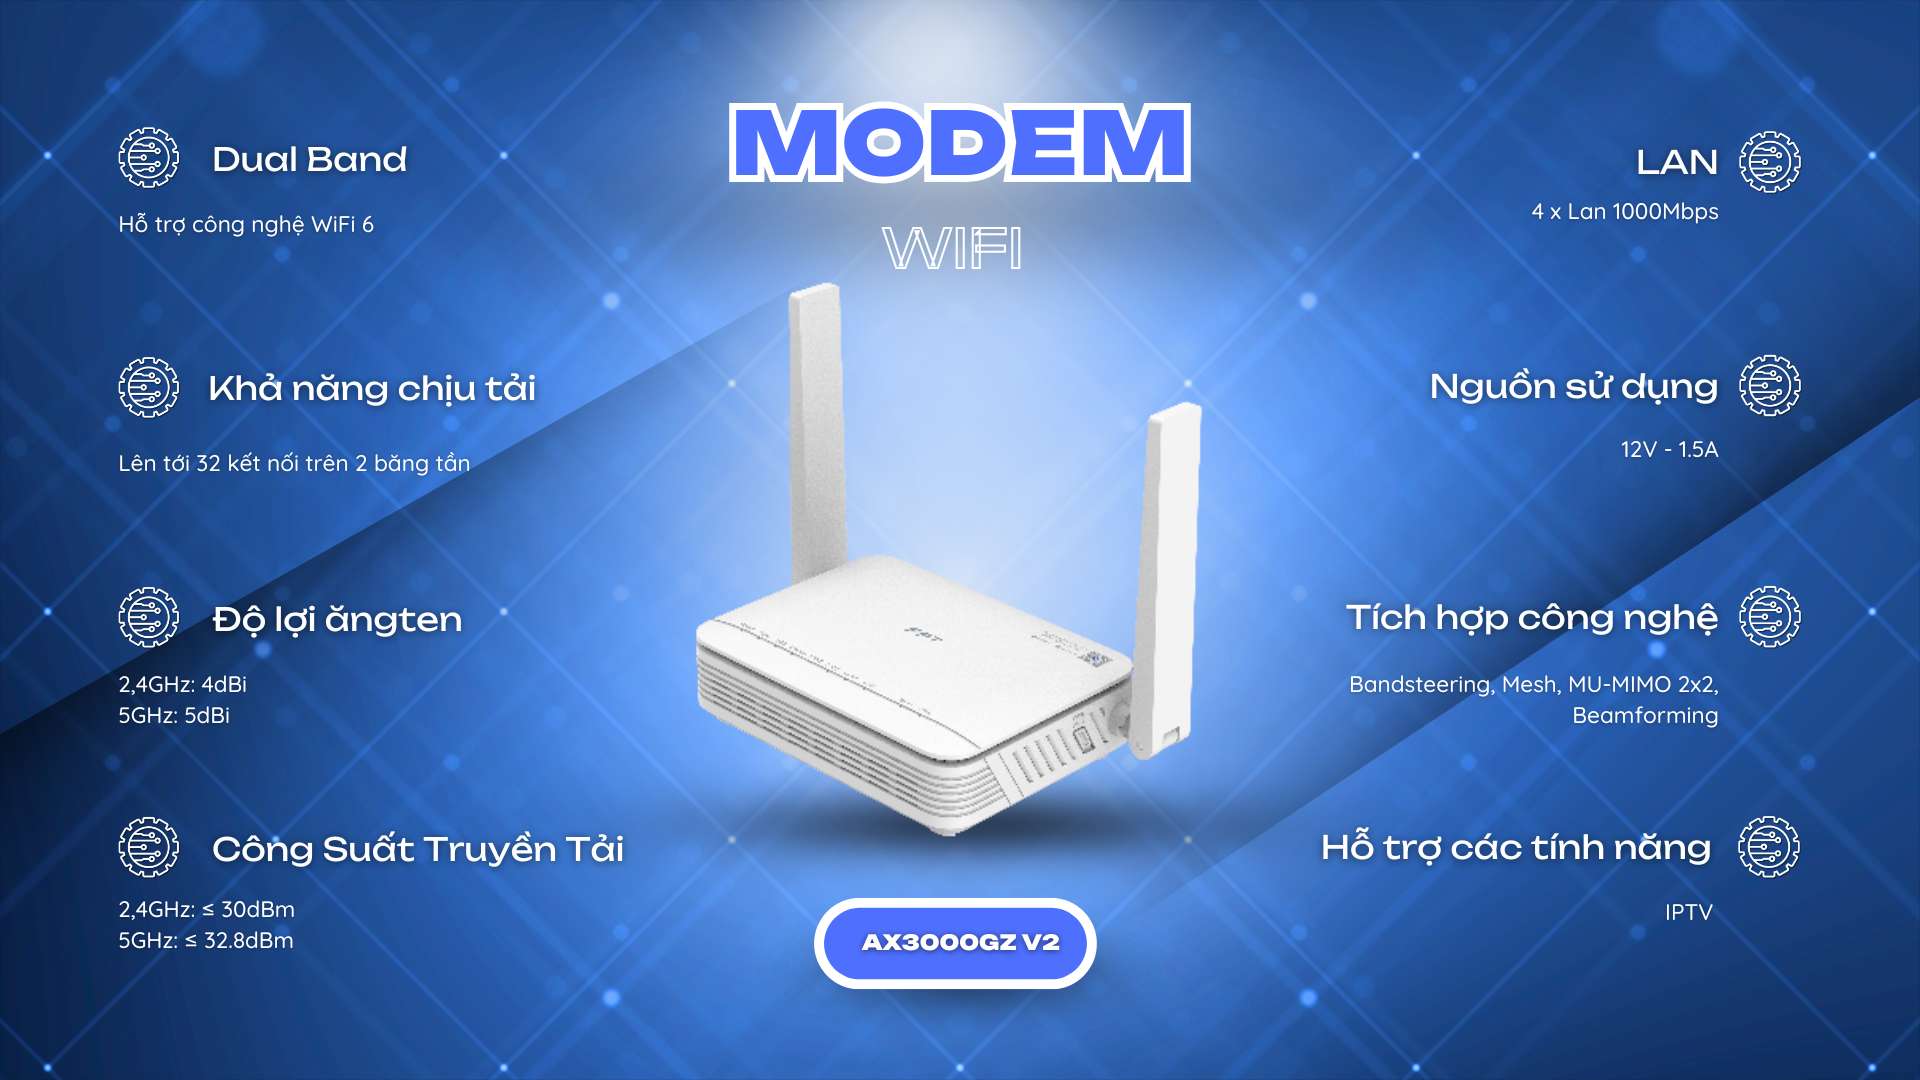 MODEM
WIFI
Dual Band
Hỗ trợ công nghệ WiFi 6
Khả năng chịu tải
Lên tới 32 kết nối trên 2 băng tần
Độ lợi ăngten
2,4GHz: 4dBi
5GHz: 5dBi
Công Suất Truyền Tải
2,4GHz: ≤ 30dBm
5GHz: ≤ 32.8dBm
LAN
4 x Lan 1000Mbps
Nguồn sử dụng
12V - 1.5A
Tích hợp công nghệ
Bandsteering, Mesh, MU-MIMO 2x2,
Beamforming
Hỗ trợ các tính năng
IPTV
AX3000GZ V2